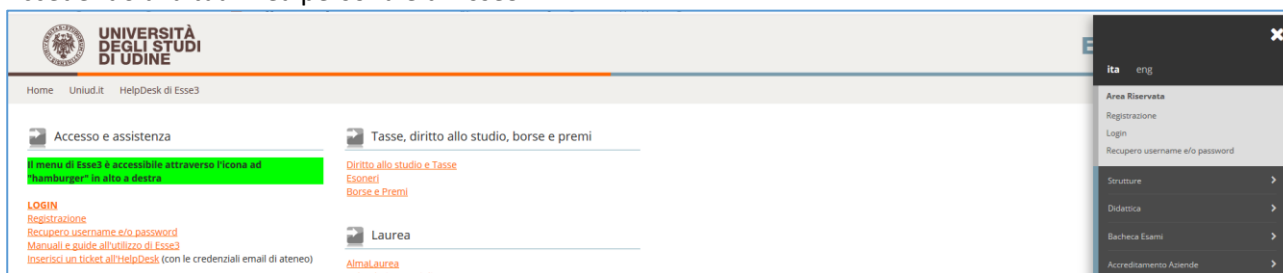 UNIVERSITÀ
DEGLI STUDI
DI UDINE
E
ita eng
Home Uniud.it HelpDesk di Esse3
Accesso e assistenza
Il menu di Esse3 è accessibile attraverso l'icona ad
"hamburger" in alto a destra
LOGIN
Registrazione
Recupero username e/o password
Manuali e guide all'utilizzo di Esse3
Inserisci un ticket all'HelpDesk (con le credenziali email di ateneo)
Tasse, diritto allo studio, borse e premi
Diritto allo studio e Tasse
Esoneri
Borse e Premi
Laurea
AlmaLaurea
Area Riservata
Registrazione
Login
Recupero username e/o password
Strutture
Didattica
Bacheca Esami
Accreditamento Aziende